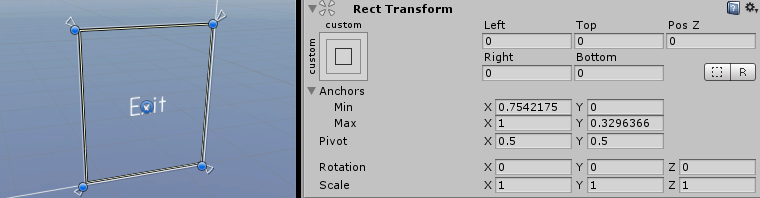 Exit
Rect Transform
custom
custom
Left Top Pos Z
0 0 0
Right Bottom
0 0
R
Anchors
Min X 0.7542175 Y 0
Max X 1 Y 0.3296366
Pivot X 0.5 Y 0.5
Rotation X 0 Y 0 Z 0
Scale X 1 Y 1 Z 1